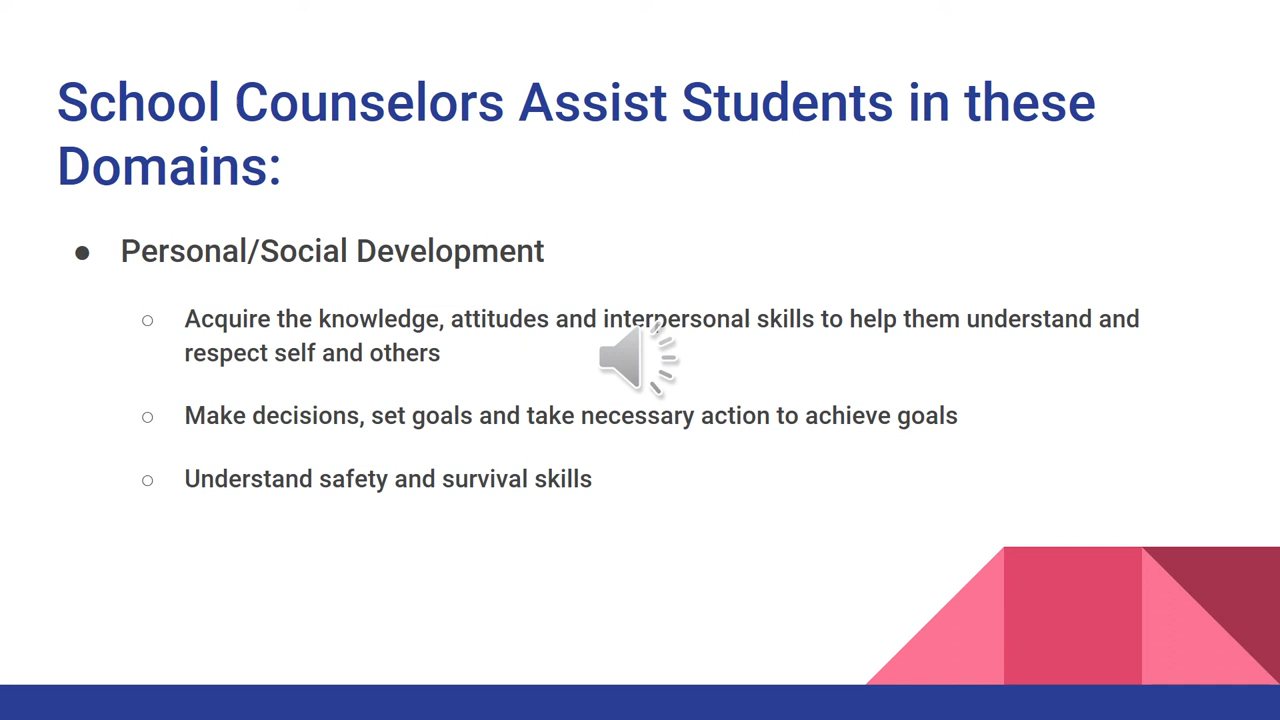 School Counselors Assist Students in these
Domains:
● Personal/Social Development
○ Acquire the knowledge, attitudes and interpersonal skills to help them understand and
respect self and others
○ Make decisions, set goals and take necessary action to achieve goals
○ Understand safety and survival skills